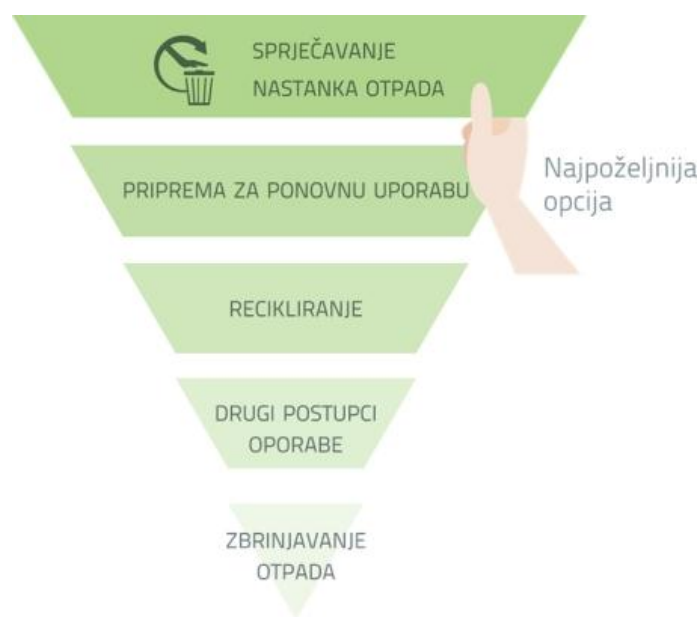 SPRJEČAVANJE
NASTANKA OTPADA
PRIPREMA ZA PONOVNU UPORABU
Najpoželjnija
opcija
RECIKLIRANJE
DRUGI POSTUPCI
OPORABE
ZBRINJAVANJE
OTPADA